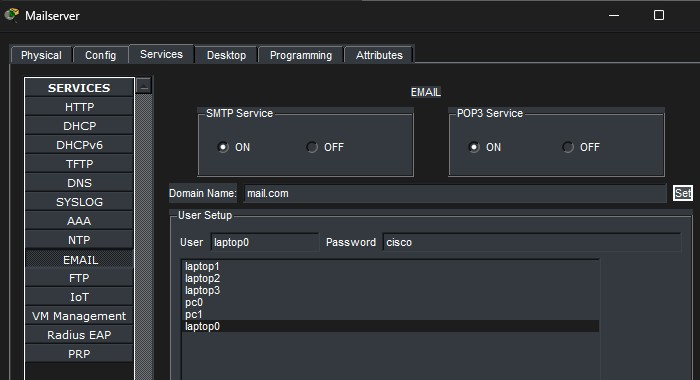 Mailserver
Physical Config Services Desktop Programming Attributes
SERVICES
HTTP
DHCP
DHCPv6
TFTP
DNS
SYSLOG
AAA
NTP
EMAIL
FTP
IoT
VM Management
Radius EAP
PRP
EMAIL
SMTP Service
ON OFF
POP3 Service
ON OFF
Domain Name: mail.com Set
User Setup
User laptop0 Password cisco
laptop1
laptop2
laptop3
pc0
pc1
laptop0